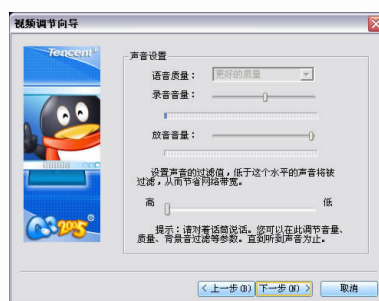 视频调节向导
Tencent
声音设置
语音质量：
更好的质量
录音音量：
放音音量：
设置声音的过滤值，低于这个水平的声音将被
过滤，从而节省网络带宽。
高
低
提示：请对着话筒说话。您可以在此调节音量、
质量、背景音过滤等参数。直到听到声音为止。
2005
< 上一步(B)
下一步(N) >
取消